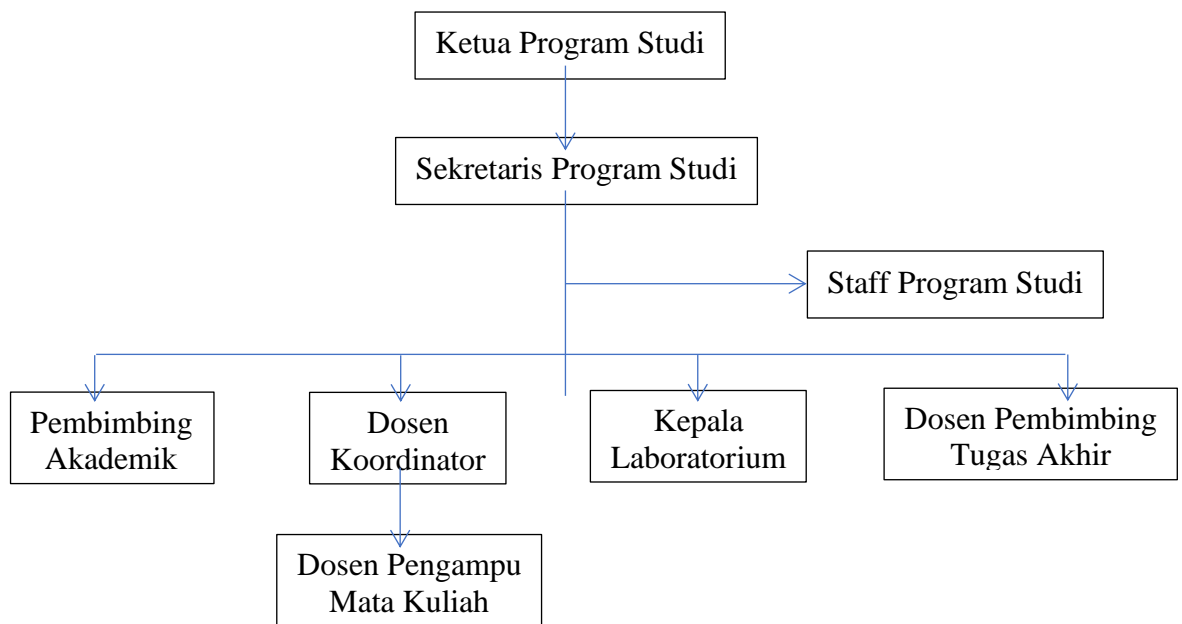 Ketua Program Studi
Sekretaris Program Studi
Staff Program Studi
Pembimbing
Akademik
Dosen
Koordinator
Kepala
Laboratorium
Dosen Pembimbing
Tugas Akhir
Dosen Pengampu
Mata Kuliah